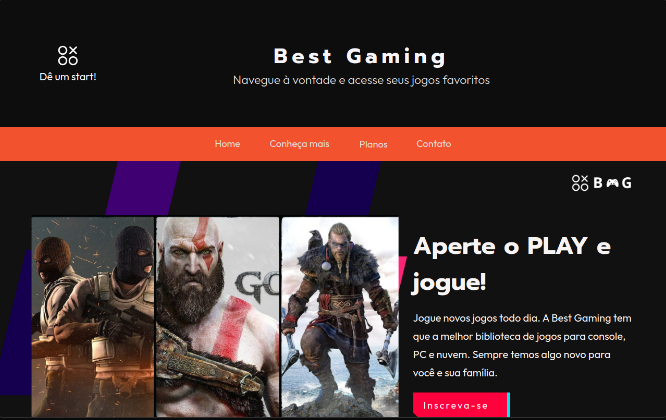 Best Gaming
Dê um start!
Navegue à vontade e acesse seus jogos favoritos
Home Conheça mais Planos Contato
B G
GO
Aperte o PLAY e
jogue!
Jogue novos jogos todo dia. A Best Gaming tem
que a melhor biblioteca de jogos para console,
PC e nuvem. Sempre temos algo novo para
você e sua família.
Inscreva-se